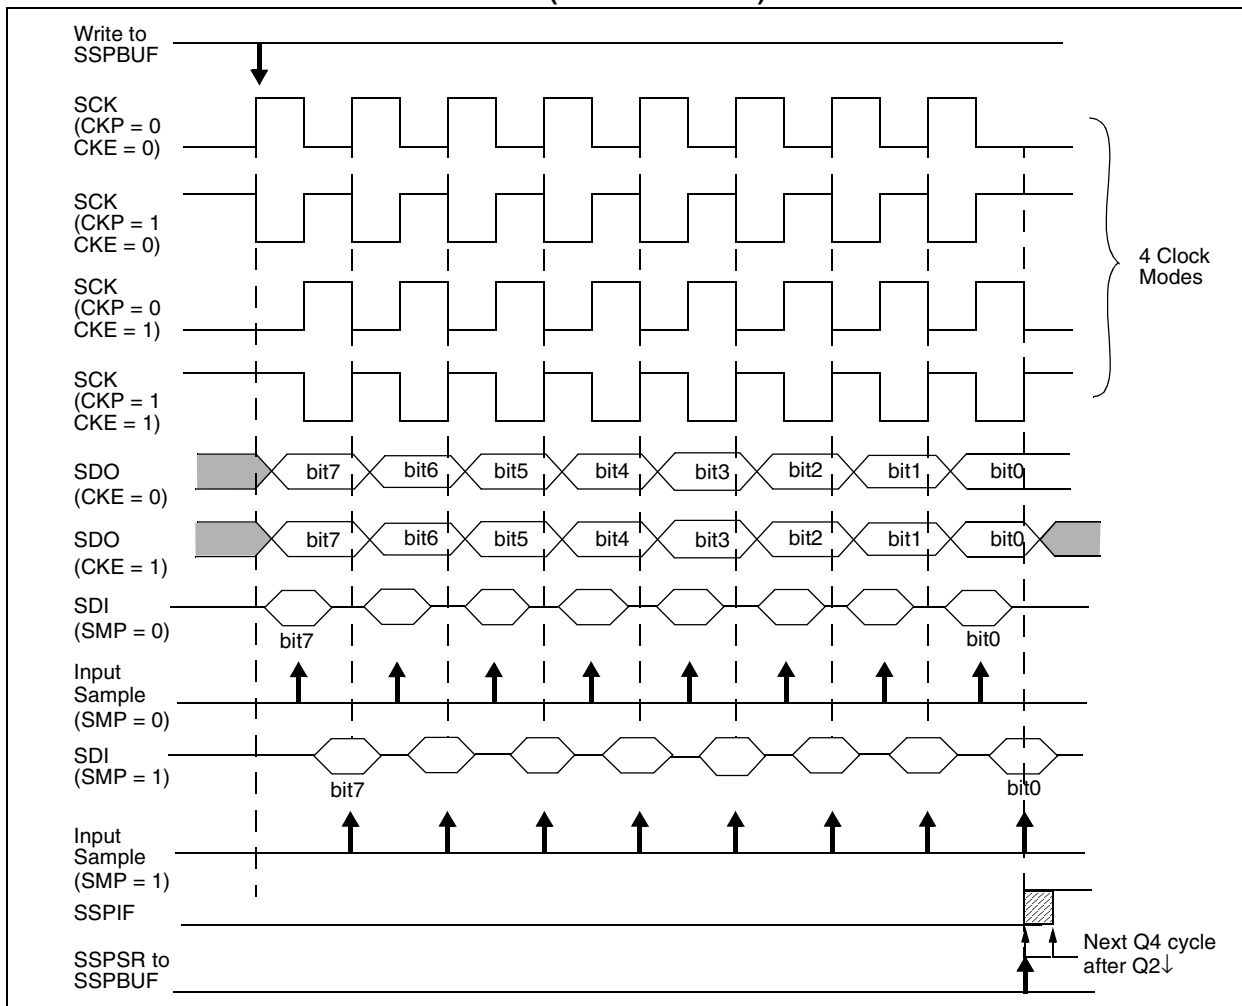 Write to
SSPBUF
SCK
(CKP = 0
CKE = 0)
SCK
(CKP = 1
CKE = 0)
4 Clock
Modes
SCK
(CKP = 0
CKE = 1)
SCK
(CKP = 1
CKE = 1)
SDO
(CKE = 0)
bit7 bit6 bit5 bit4 bit3 bit2 bit1 bit0
SDO
(CKE = 1)
bit7 bit6 bit5 bit4 bit3 bit2 bit1 bit0
SDI
(SMP = 0)
bit7 bit0
Input
Sample
(SMP = 0)
SDI
(SMP = 1)
bit7 bit0
Input
Sample
(SMP = 1)
SSPIF
Next Q4 cycle
after Q2↓
SSPSR to
SSPBUF